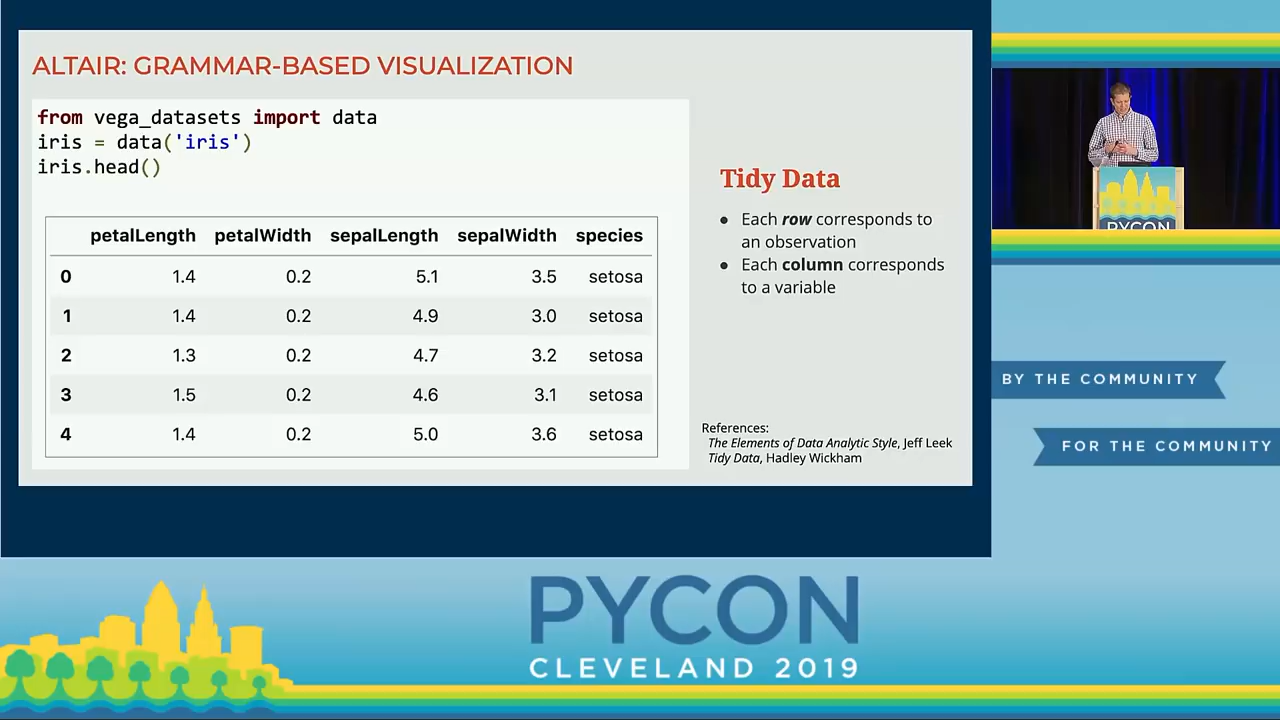 ALTAIR: GRAMMAR-BASED VISUALIZATION
from vega_datasets import data
iris = data('iris')
iris.head()
petalLength petalWidth sepalLength sepalWidth species
0 1.4 0.2 5.1 3.5 setosa
1 1.4 0.2 4.9 3.0 setosa
2 1.3 0.2 4.7 3.2 setosa
3 1.5 0.2 4.6 3.1 setosa
4 1.4 0.2 5.0 3.6 setosa
Tidy Data
● Each row corresponds to
an observation
● Each column corresponds
to a variable
References:
The Elements of Data Analytic Style, Jeff Leek
Tidy Data, Hadley Wickham
PYCON
BY THE COMMUNITY
FOR THE COMMUNITY
PYCON
CLEVELAND 2019